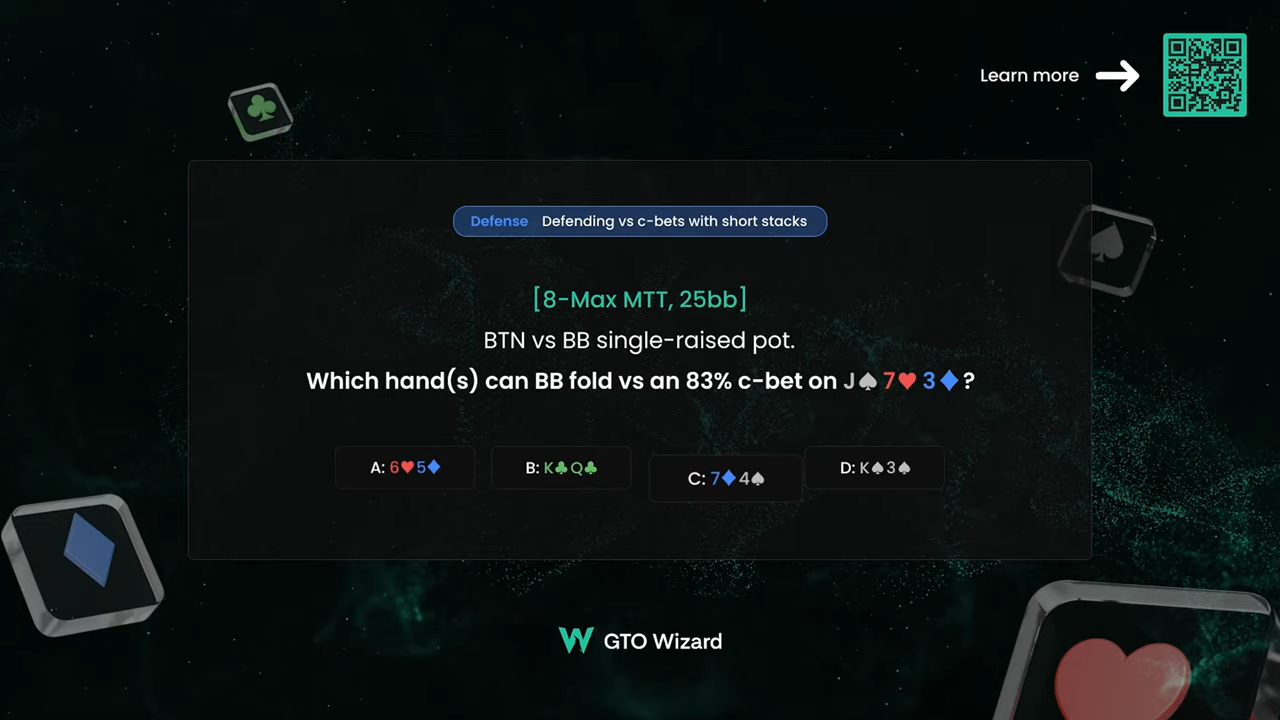 Learn more
Defense Defending vs c-bets with short stacks
[8-Max MTT, 25bb]
BTN vs BB single-raised pot.
Which hand(s) can BB fold vs an 83% c-bet on J♠ 7♥ 3♦?
A: 6♥5♦ B: K♣Q♣ C: 7♦4♠ D: K♠3♠
GTO Wizard